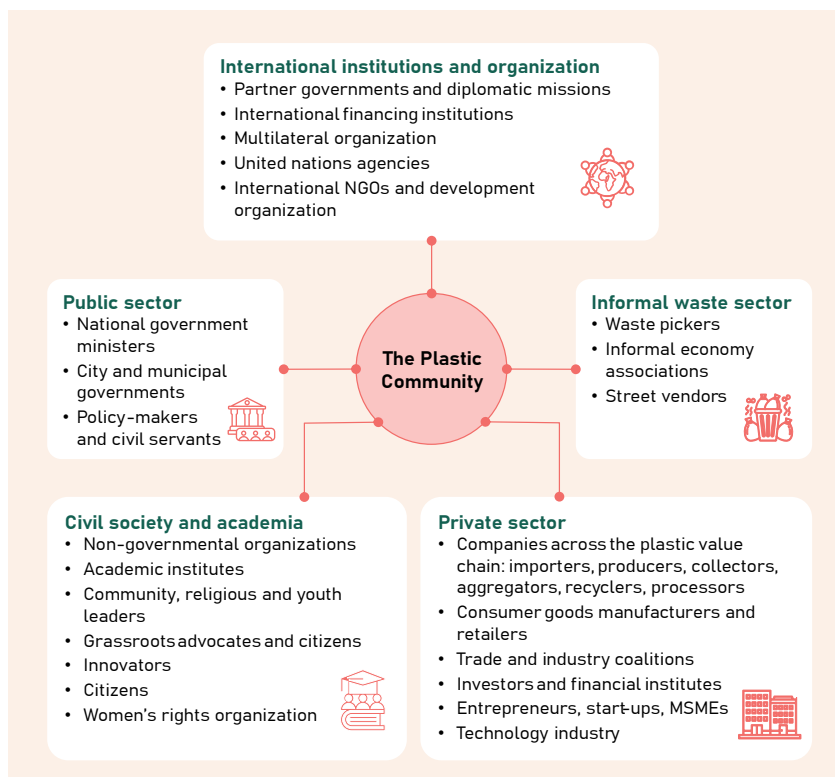 International institutions and organization
• Partner governments and diplomatic missions
• International financing institutions
• Multilateral organization
• United nations agencies
• International NGOs and development
organization
Public sector
• National government
ministers
• City and municipal
governments
• Policy-makers
and civil servants
The Plastic
Community
Informal waste sector
• Waste pickers
• Informal economy
associations
• Street vendors
Civil society and academia
• Non-governmental organizations
• Academic institutes
• Community, religious and youth
leaders
• Grassroots advocates and citizens
• Innovators
• Citizens
• Women's rights organization
Private sector
• Companies across the plastic value
chain: importers, producers, collectors,
aggregators, recyclers, processors
• Consumer goods manufacturers and
retailers
• Trade and industry coalitions
• Investors and financial institutes
• Entrepreneurs, start-ups, MSMEs
• Technology industry